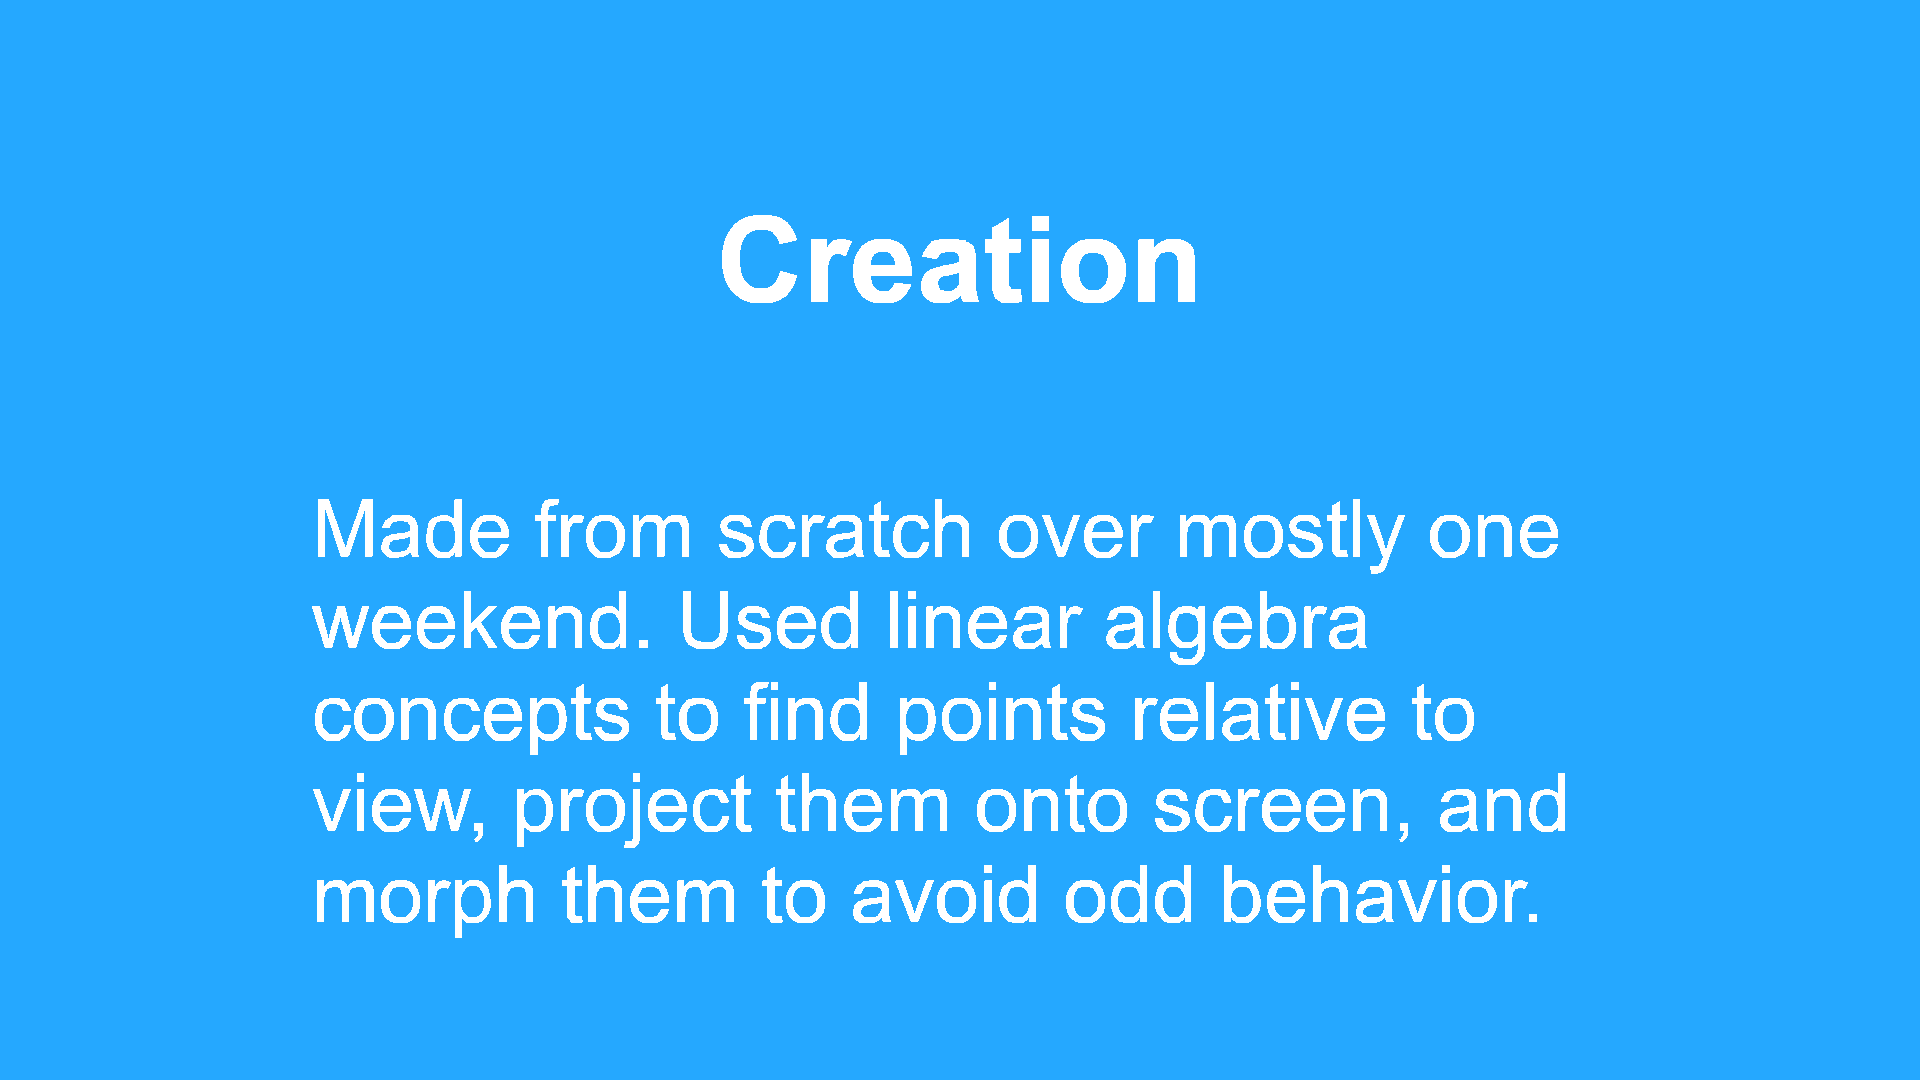 Creation
Made from scratch over mostly one
weekend. Used linear algebra
concepts to find points relative to
view, project them onto screen, and
morph them to avoid odd behavior.